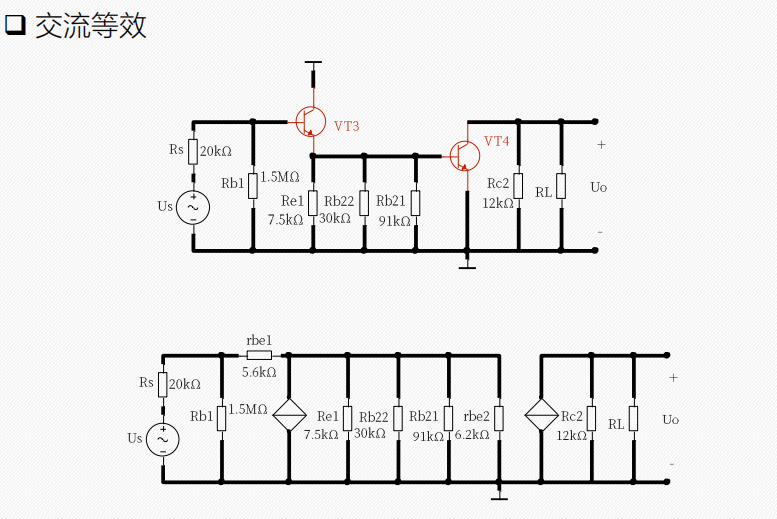 交流等效
VT3
VT4
Rs 20kΩ
Rb1 1.5MΩ
Us + -
Re1 7.5kΩ
Rb22 30kΩ
Rb21 91kΩ
Rc2 12kΩ
RL
+
Uo
-
rbe1
5.6kΩ
Rs 20kΩ
Rb1 1.5MΩ
Us + -
Re1 7.5kΩ
Rb22 30kΩ
Rb21 91kΩ
rbe2 6.2kΩ
Rc2 12kΩ
RL
+
Uo
-